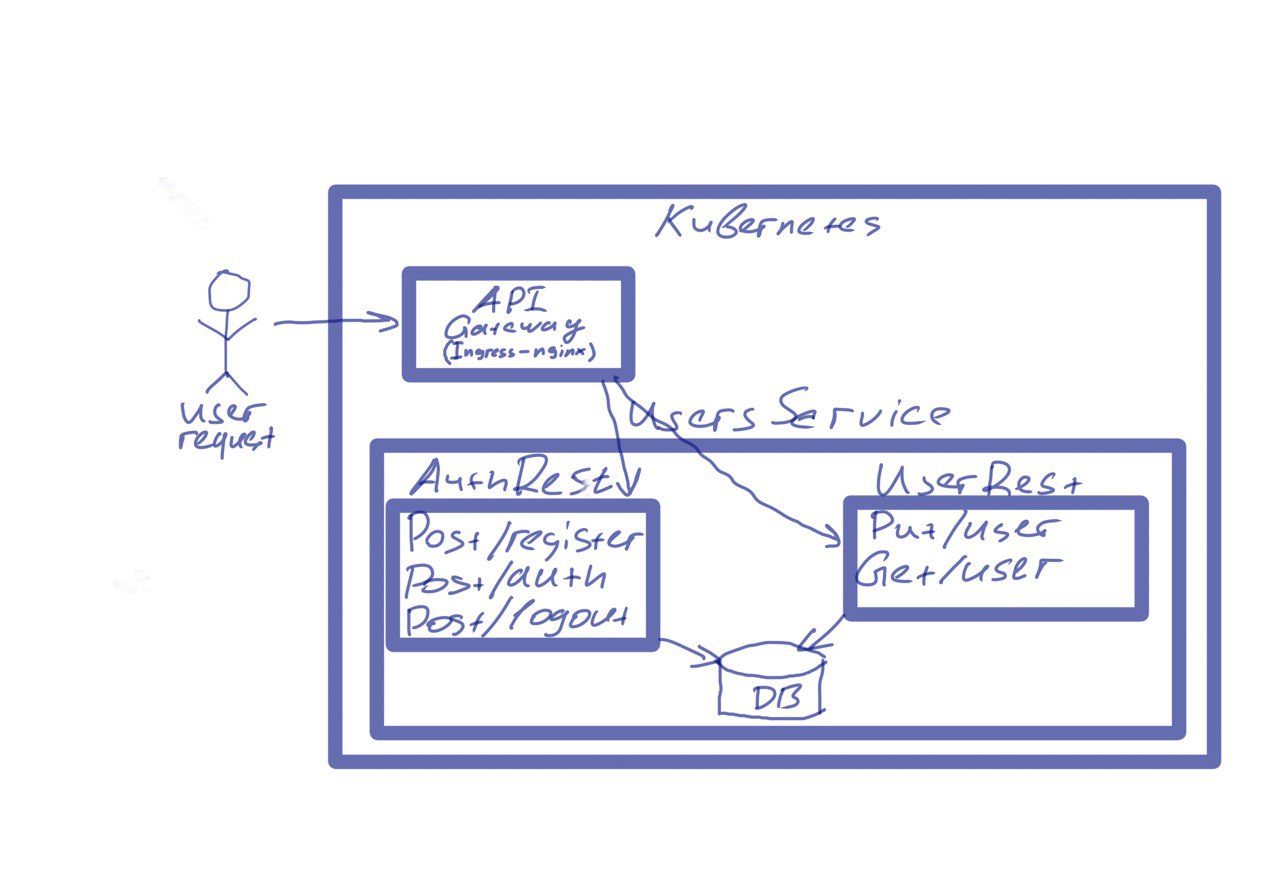 Kubernetes
API
Gateway
(Ingress-nginx)
user
request
Users Service
AuthRest
Post/register
Post/auth
Post/logout
UserRest
Put/user
Get/user
DB